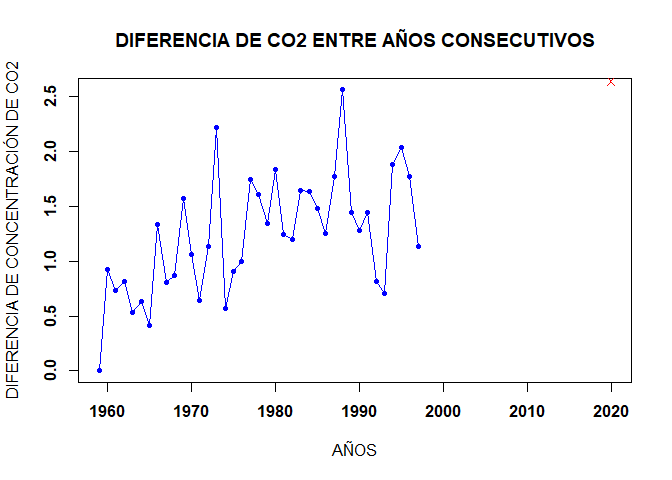 DIFERENCIA DE CO2 ENTRE AÑOS CONSECUTIVOS
DIFERENCIA DE CONCENTRACIÓN DE CO2
2.5
2.0
1.5
1.0
0.5
0.0
1960 1970 1980 1990 2000 2010 2020
AÑOS